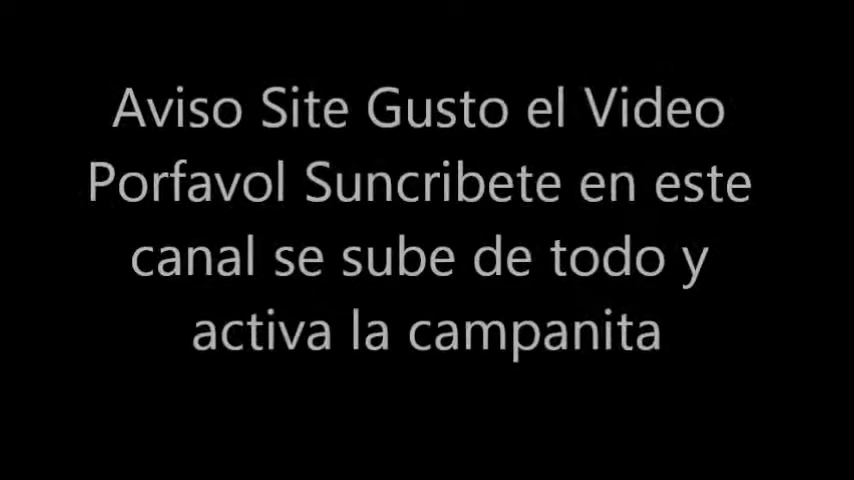 Aviso Site Gusto el Video
Porfavol Suncribete en este
canal se sube de todo y
activa la campanita